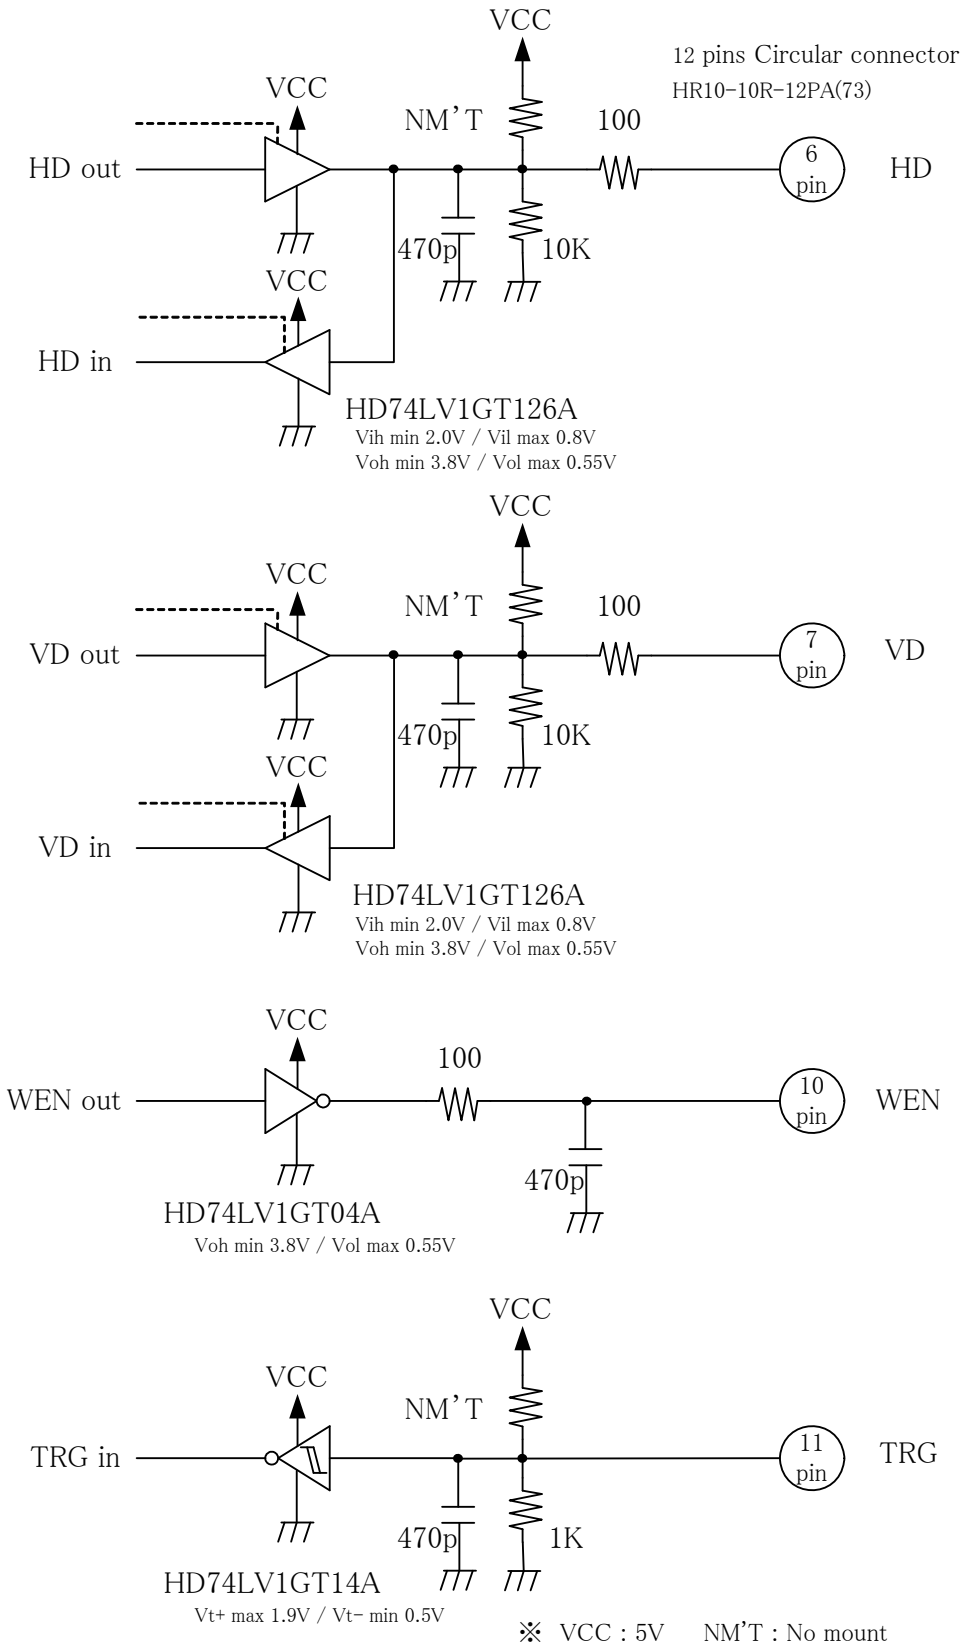 VCC
12 pins Circular connector
HR10-10R-12PA(73)
VCC
NM'T
100
HD out
6
pin
HD
470p
10K
VCC
HD in
HD74LV1GT126A
Vih min 2.0V / Vil max 0.8V
Voh min 3.8V / Vol max 0.55V
VCC
VCC
NM'T
100
VD out
7
pin
VD
470p
10K
VCC
VD in
HD74LV1GT126A
Vih min 2.0V / Vil max 0.8V
Voh min 3.8V / Vol max 0.55V
VCC
100
WEN out
10
pin
WEN
470p
HD74LV1GT04A
Voh min 3.8V / Vol max 0.55V
VCC
VCC
NM'T
TRG in
11
pin
TRG
470p
1K
HD74LV1GT14A
Vt+ max 1.9V / Vt- min 0.5V
※ VCC : 5V NM'T : No mount